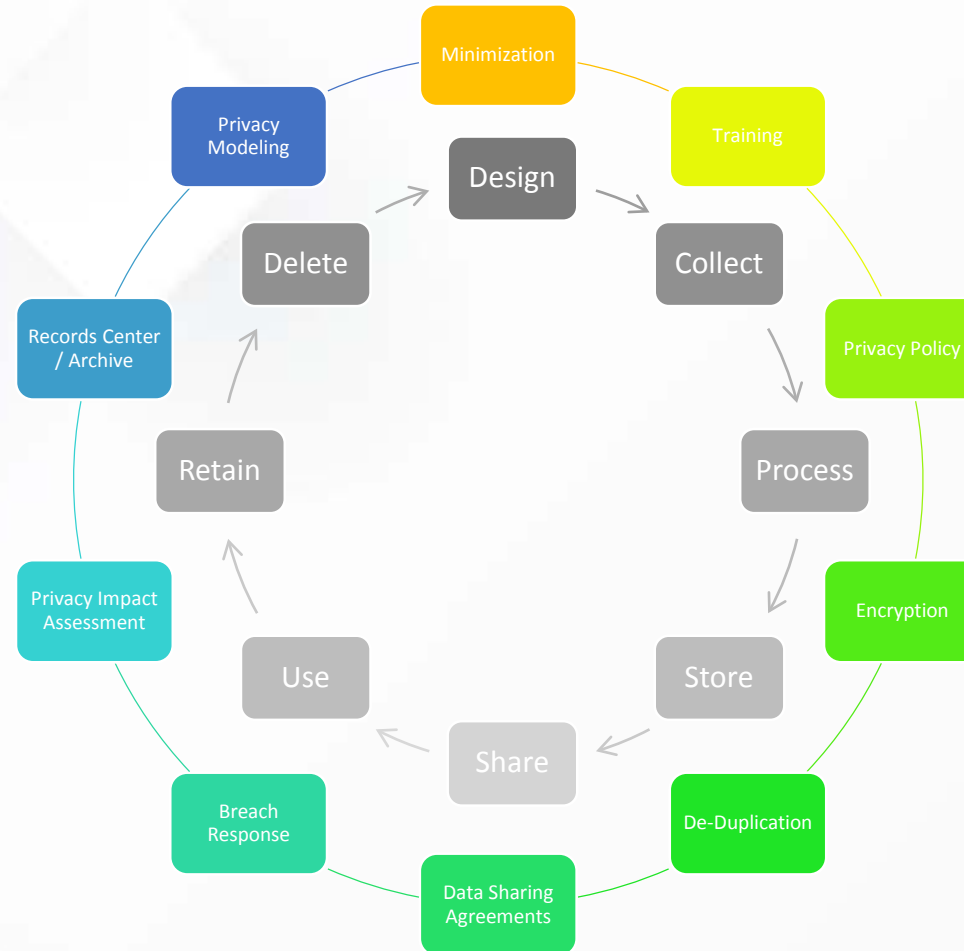 Minimization
Training
Privacy Policy
Encryption
De-Duplication
Data Sharing
Agreements
Breach
Response
Privacy Impact
Assessment
Records Center
/ Archive
Privacy
Modeling
Design
Collect
Process
Store
Share
Use
Retain
Delete